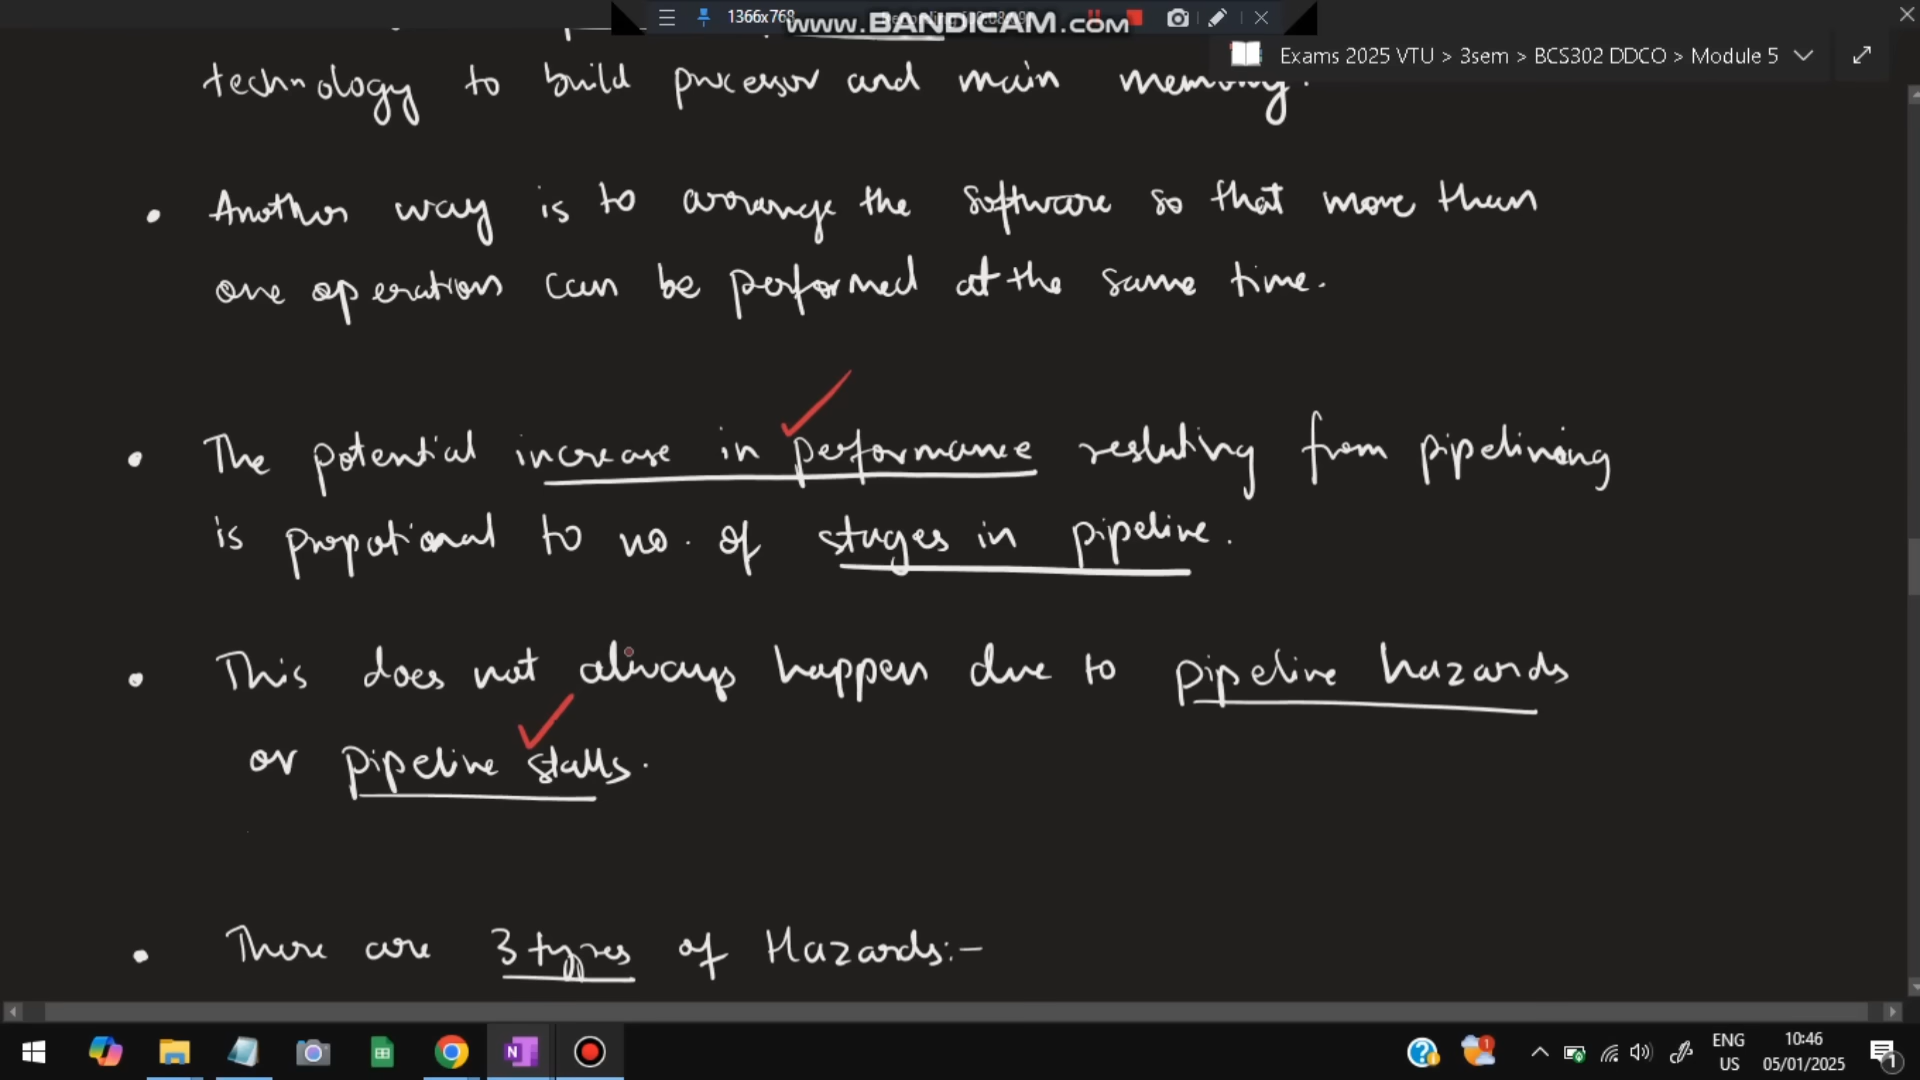 1366x768
www.BANDICAM.com
Exams 2025 VTU > 3sem > BCS302 DDCO > Module 5
technology to build processor and main memory.
• Another way is to arrange the software so that more than
one operation can be performed at the same time.
• The potential increase in performance resluting from pipelining
is propotional to no. of stages in pipeline.
• This does not always happen due to pipeline hazards
or pipeline stalls.
• There are 3 types of Hazards:-
ENG
US
10:46
05/01/2025